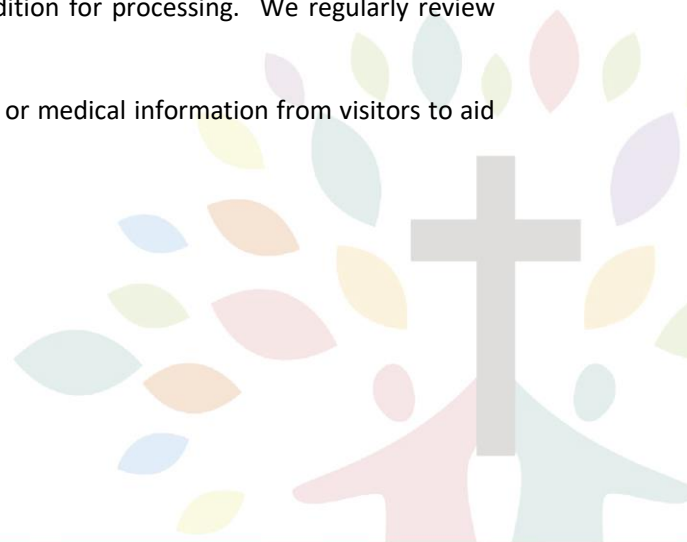 dition for processing. We regularly review
or medical information from visitors to aid